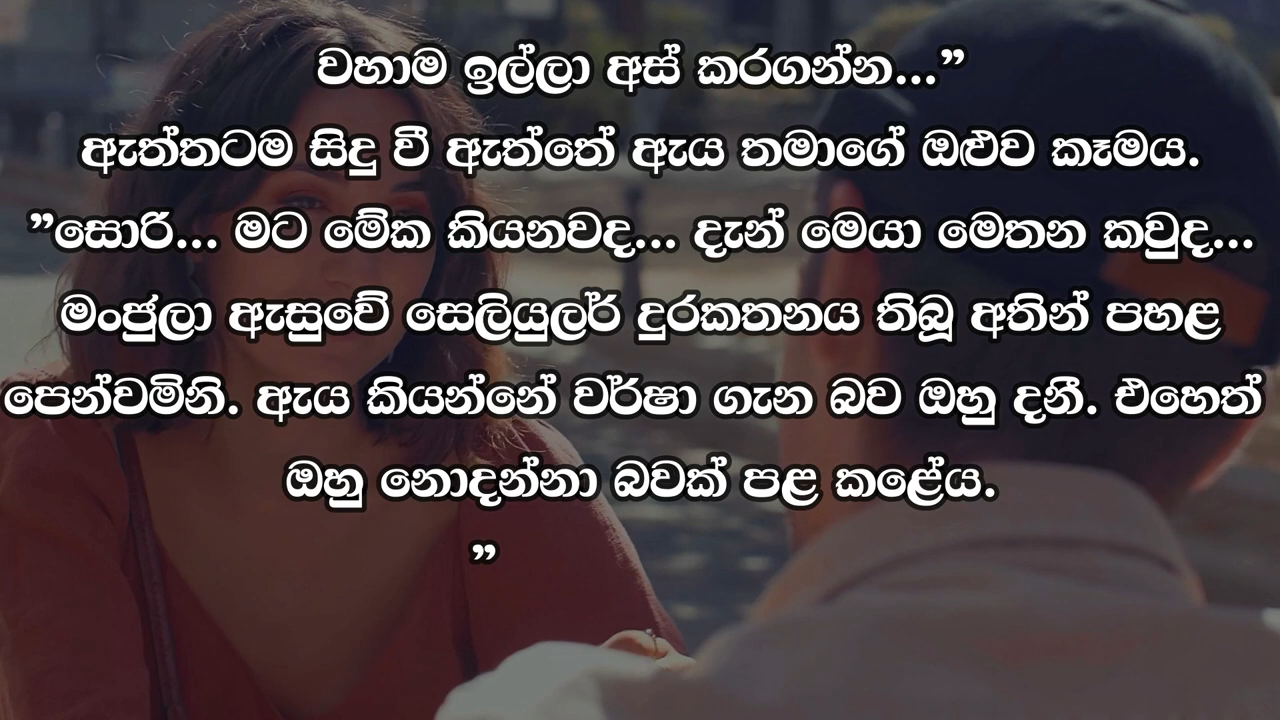 වහාම ඉල්ලා අස් කරගන්න...”
ඇත්තටම සිදු වී ඇත්තේ ඇය තමාගේ ඔළුව කෑමය.
”සොරි... මට මේක කියනවද... දැන් මෙයා මෙතන කවුද...
මංජුලා ඇසුවේ සෙලියුලර් දුරකතනය තිබූ අතින් පහළ
පෙන්වමිනි. ඇය කියන්නේ වර්ෂා ගැන බව ඔහු දනී. එහෙත්
ඔහු නොදන්නා බවක් පළ කළේය.
”